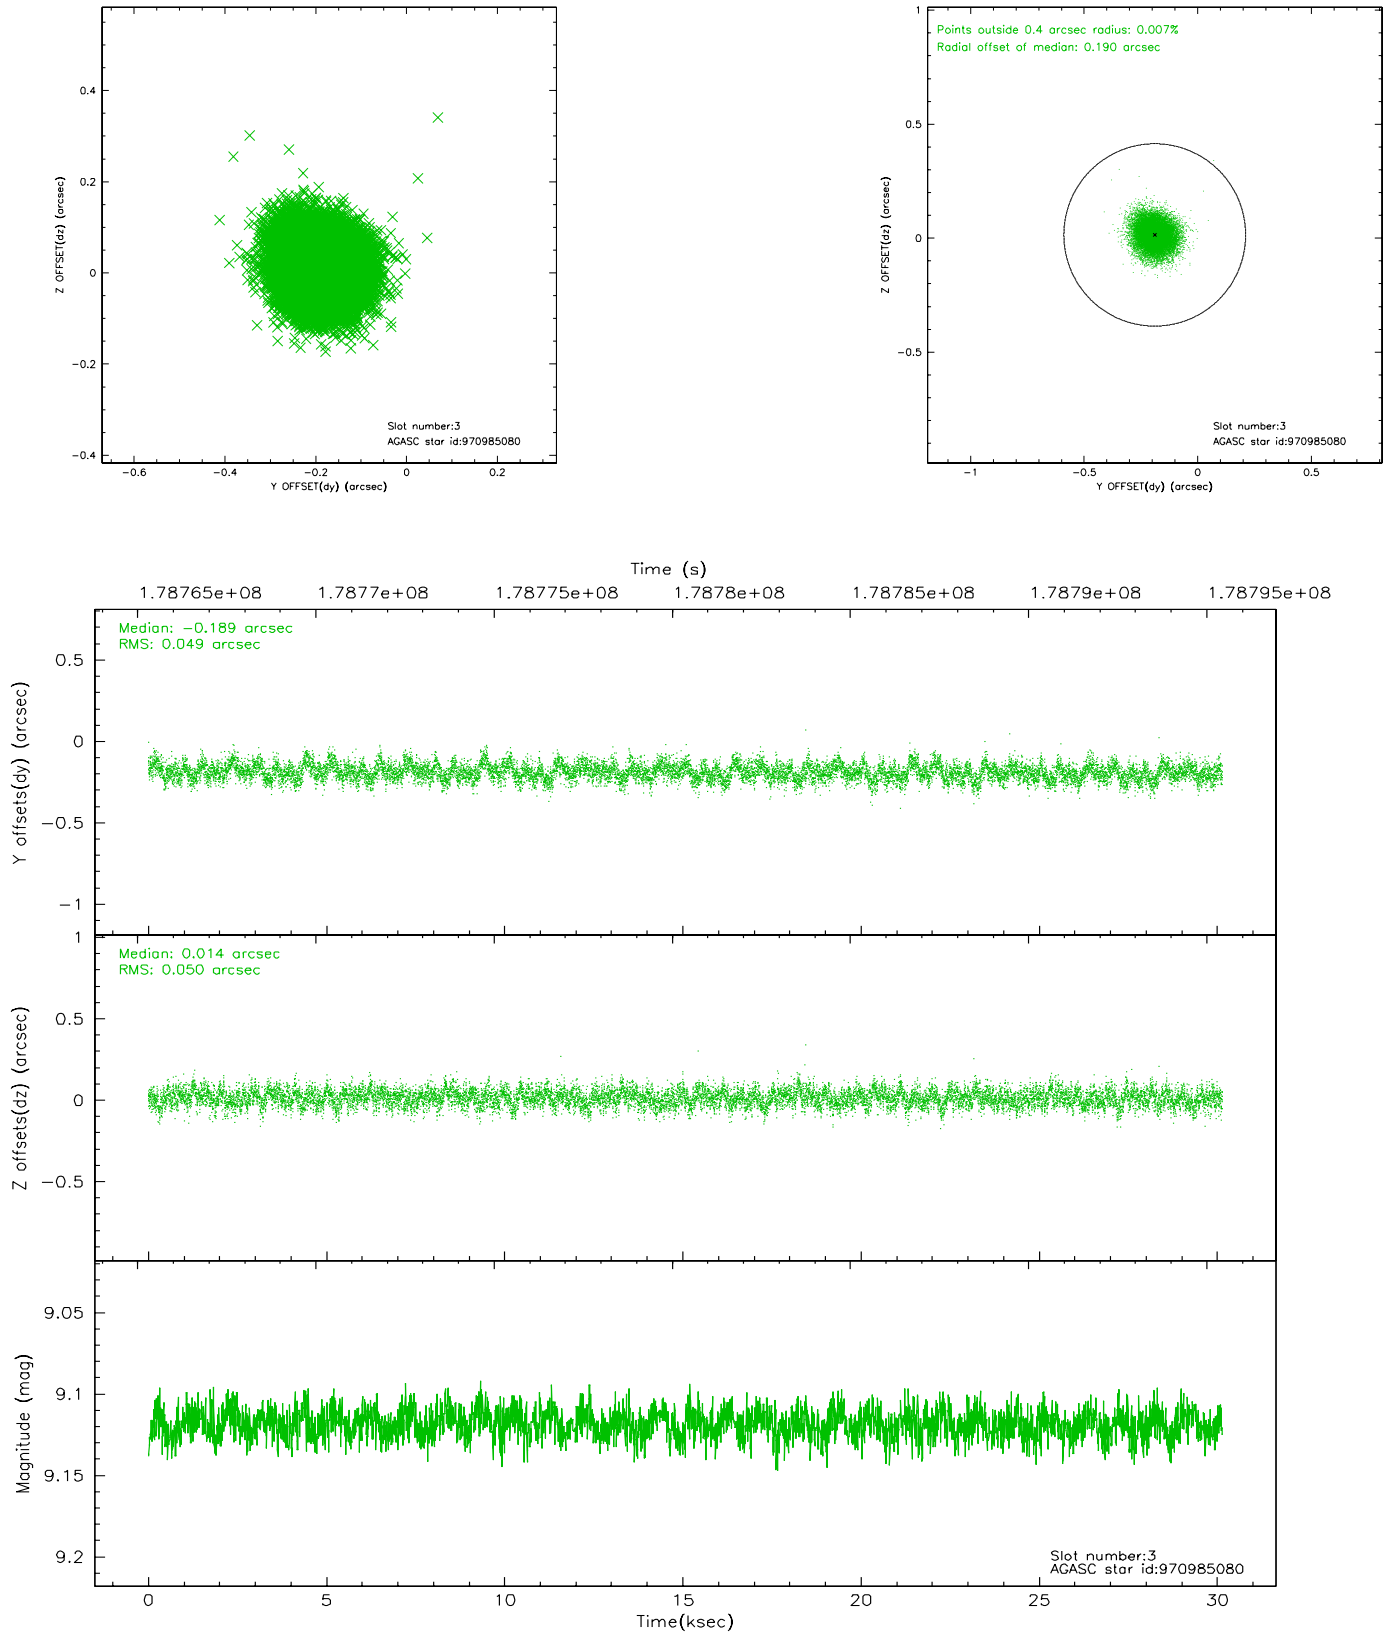 0.4
0.2
0
−0.2
−0.4
Z OFFSET(dz) (arcsec)
Slot number:3
AGASC star id:970985080
−0.6
−0.4
−0.2
0
0.2
Y OFFSET(dy) (arcsec)
Points outside 0.4 arcsec radius: 0.007%
Radial offset of median: 0.190 arcsec
1
0.5
0
−0.5
Z OFFSET(dz) (arcsec)
Slot number:3
AGASC star id:970985080
−1
−0.5
0
0.5
Y OFFSET(dy) (arcsec)
Time (s)
1.78765e+08
1.7877e+08
1.78775e+08
1.7878e+08
1.78785e+08
1.7879e+08
1.78795e+08
Median: −0.189 arcsec
RMS: 0.049 arcsec
0.5
0
−0.5
−1
Y offsets(dy) (arcsec)
Median: 0.014 arcsec
RMS: 0.050 arcsec
1
0.5
0
−0.5
Z offsets(dz) (arcsec)
9.05
9.1
9.15
9.2
Magnitude (mag)
Slot number:3
AGASC star id:970985080
0
5
10
15
20
25
30
Time(ksec)